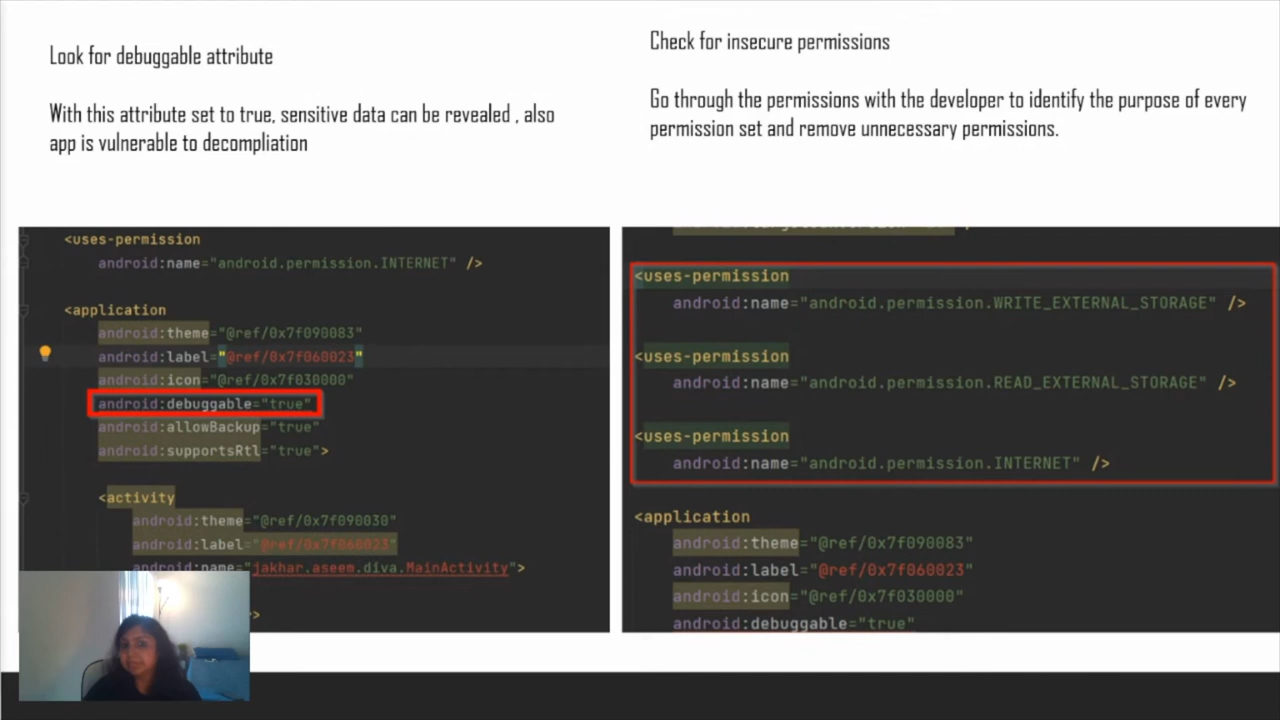 Look for debuggable attribute
With this attribute set to true, sensitive data can be revealed , also
app is vulnerable to decompliation
Check for insecure permissions
Go through the permissions with the developer to identify the purpose of every
permission set and remove unnecessary permissions.
<uses-permission
android:name="android.permission.INTERNET" />
<application
android:theme="@ref/0x7f090083"
android:label="@ref/0x7f060023"
android:icon="@ref/0x7f030000"
android:debuggable="true"
android:allowBackup="true"
android:supportsRtl="true">
<activity
android:theme="@ref/0x7f090030"
android:label="@ref/0x7f060023"
android:name="jakhar.aseem.diva.MainActivity">
<uses-permission
android:name="android.permission.WRITE_EXTERNAL_STORAGE" />
<uses-permission
android:name="android.permission.READ_EXTERNAL_STORAGE" />
<uses-permission
android:name="android.permission.INTERNET" />
<application
android:theme="@ref/0x7f090083"
android:label="@ref/0x7f060023"
android:icon="@ref/0x7f030000"
android:debuggable="true"